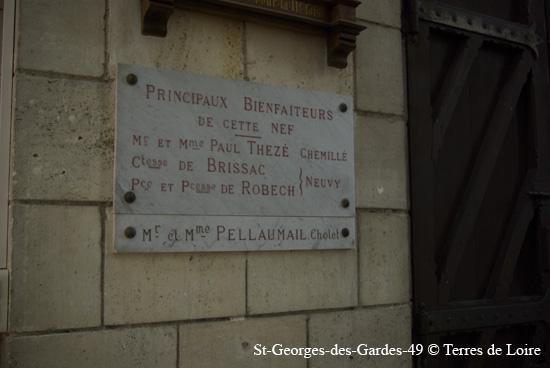 PRINCIPAUX BIENFAITEURS
DE CETTE NEF
Mr ET Mme PAUL THEZÉ CHEMILLÉ
Ctesse DE BRISSAC
Pce ET Pcesse DE ROBECH } NEUVY
Mr et Mme PELLAUMAIL. Cholet
St-Georges-des-Gardes-49 © Terres de Loire